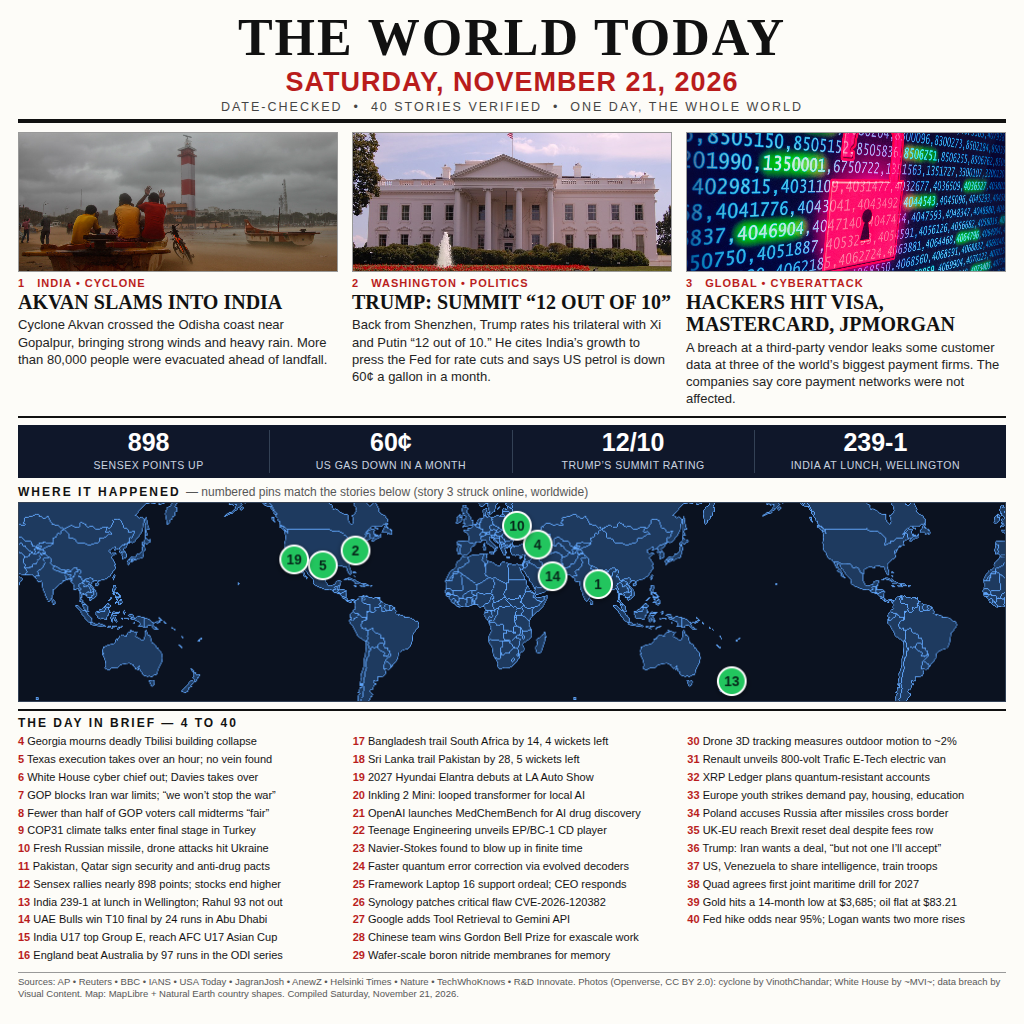 THE WORLD TODAY
SATURDAY, NOVEMBER 21, 2026
DATE-CHECKED • 40 STORIES VERIFIED • ONE DAY, THE WHOLE WORLD
1 INDIA • CYCLONE
AKVAN SLAMS INTO INDIA
Cyclone Akvan crossed the Odisha coast near
Gopalpur, bringing strong winds and heavy rain. More
than 80,000 people were evacuated ahead of landfall.
2 WASHINGTON • POLITICS
TRUMP: SUMMIT “12 OUT OF 10”
Back from Shenzhen, Trump rates his trilateral with Xi
and Putin “12 out of 10.” He cites India’s growth to
press the Fed for rate cuts and says US petrol is down
60¢ a gallon in a month.
8505150,8505152,8505836,8506751,
201990,1350001,6750722,
4029815,4031109,4031477,
4041776,4043041,4043492,4044543,
837,4046904,
50750,4051887,
3 GLOBAL • CYBERATTACK
HACKERS HIT VISA,
MASTERCARD, JPMORGAN
A breach at a third-party vendor leaks some customer
data at three of the world’s biggest payment firms. The
companies say core payment networks were not
affected.
898
SENSEX POINTS UP
60¢
US GAS DOWN IN A MONTH
12/10
TRUMP’S SUMMIT RATING
239-1
INDIA AT LUNCH, WELLINGTON
WHERE IT HAPPENED — numbered pins match the stories below (story 3 struck online, worldwide)
10
4
2
19
5
14
1
13
THE DAY IN BRIEF — 4 TO 40
4 Georgia mourns deadly Tbilisi building collapse
5 Texas execution takes over an hour; no vein found
6 White House cyber chief out; Davies takes over
7 GOP blocks Iran war limits; “we won’t stop the war”
8 Fewer than half of GOP voters call midterms “fair”
9 COP31 climate talks enter final stage in Turkey
10 Fresh Russian missile, drone attacks hit Ukraine
11 Pakistan, Qatar sign security and anti-drug pacts
12 Sensex rallies nearly 898 points; stocks end higher
13 India 239-1 at lunch in Wellington; Rahul 93 not out
14 UAE Bulls win T10 final by 24 runs in Abu Dhabi
15 India U17 top Group E, reach AFC U17 Asian Cup
16 England beat Australia by 97 runs in the ODI series
17 Bangladesh trail South Africa by 14, 4 wickets left
18 Sri Lanka trail Pakistan by 28, 5 wickets left
19 2027 Hyundai Elantra debuts at LA Auto Show
20 Inkling 2 Mini: looped transformer for local AI
21 OpenAI launches MedChemBench for AI drug discovery
22 Teenage Engineering unveils EP/BC-1 CD player
23 Navier-Stokes found to blow up in finite time
24 Faster quantum error correction via evolved decoders
25 Framework Laptop 16 support ordeal; CEO responds
26 Synology patches critical flaw CVE-2026-120382
27 Google adds Tool Retrieval to Gemini API
28 Chinese team wins Gordon Bell Prize for exascale work
29 Wafer-scale boron nitride membranes for memory
30 Drone 3D tracking measures outdoor motion to ~2%
31 Renault unveils 800-volt Trafic E-Tech electric van
32 XRP Ledger plans quantum-resistant accounts
33 Europe youth strikes demand pay, housing, education
34 Poland accuses Russia after missiles cross border
35 UK-EU reach Brexit reset deal despite fees row
36 Trump: Iran wants a deal, “but not one I’ll accept”
37 US, Venezuela to share intelligence, train troops
38 Quad agrees first joint maritime drill for 2027
39 Gold hits a 14-month low at $3,685; oil flat at $83.21
40 Fed hike odds near 95%; Logan wants two more rises
Sources: AP • Reuters • BBC • IANS • USA Today • JagranJosh • AnewZ • Helsinki Times • Nature • TechWhoKnows • R&D Innovate. Photos (Openverse, CC BY 2.0): cyclone by VinothChandar; White House by ~MVI~; data breach by
Visual Content. Map: MapLibre + Natural Earth country shapes. Compiled Saturday, November 21, 2026.